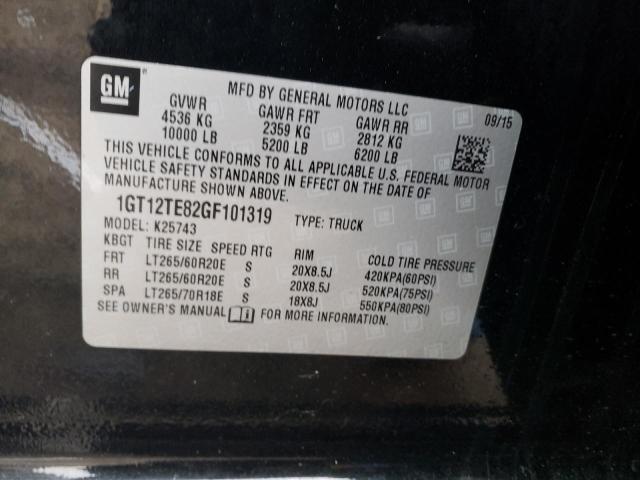 GM
MFD BY GENERAL MOTORS LLC
09/15
GVWR GAWR FRT GAWR RR
4536 KG 2359 KG 2812 KG
10000 LB 5200 LB 6200 LB
THIS VEHICLE CONFORMS TO ALL APPLICABLE U.S. FEDERAL MOTOR
VEHICLE SAFETY STANDARDS IN EFFECT ON THE DATE OF
MANUFACTURE SHOWN ABOVE.
1GT12TE82GF101319 TYPE: TRUCK
MODEL: K25743
KBGT TIRE SIZE SPEED RTG RIM COLD TIRE PRESSURE
FRT LT265/60R20E S 20X8.5J 420KPA(60PSI)
RR LT265/60R20E S 20X8.5J 520KPA(75PSI)
SPA LT265/70R18E S 18X8J 550KPA(80PSI)
SEE OWNER'S MANUAL FOR MORE INFORMATION.